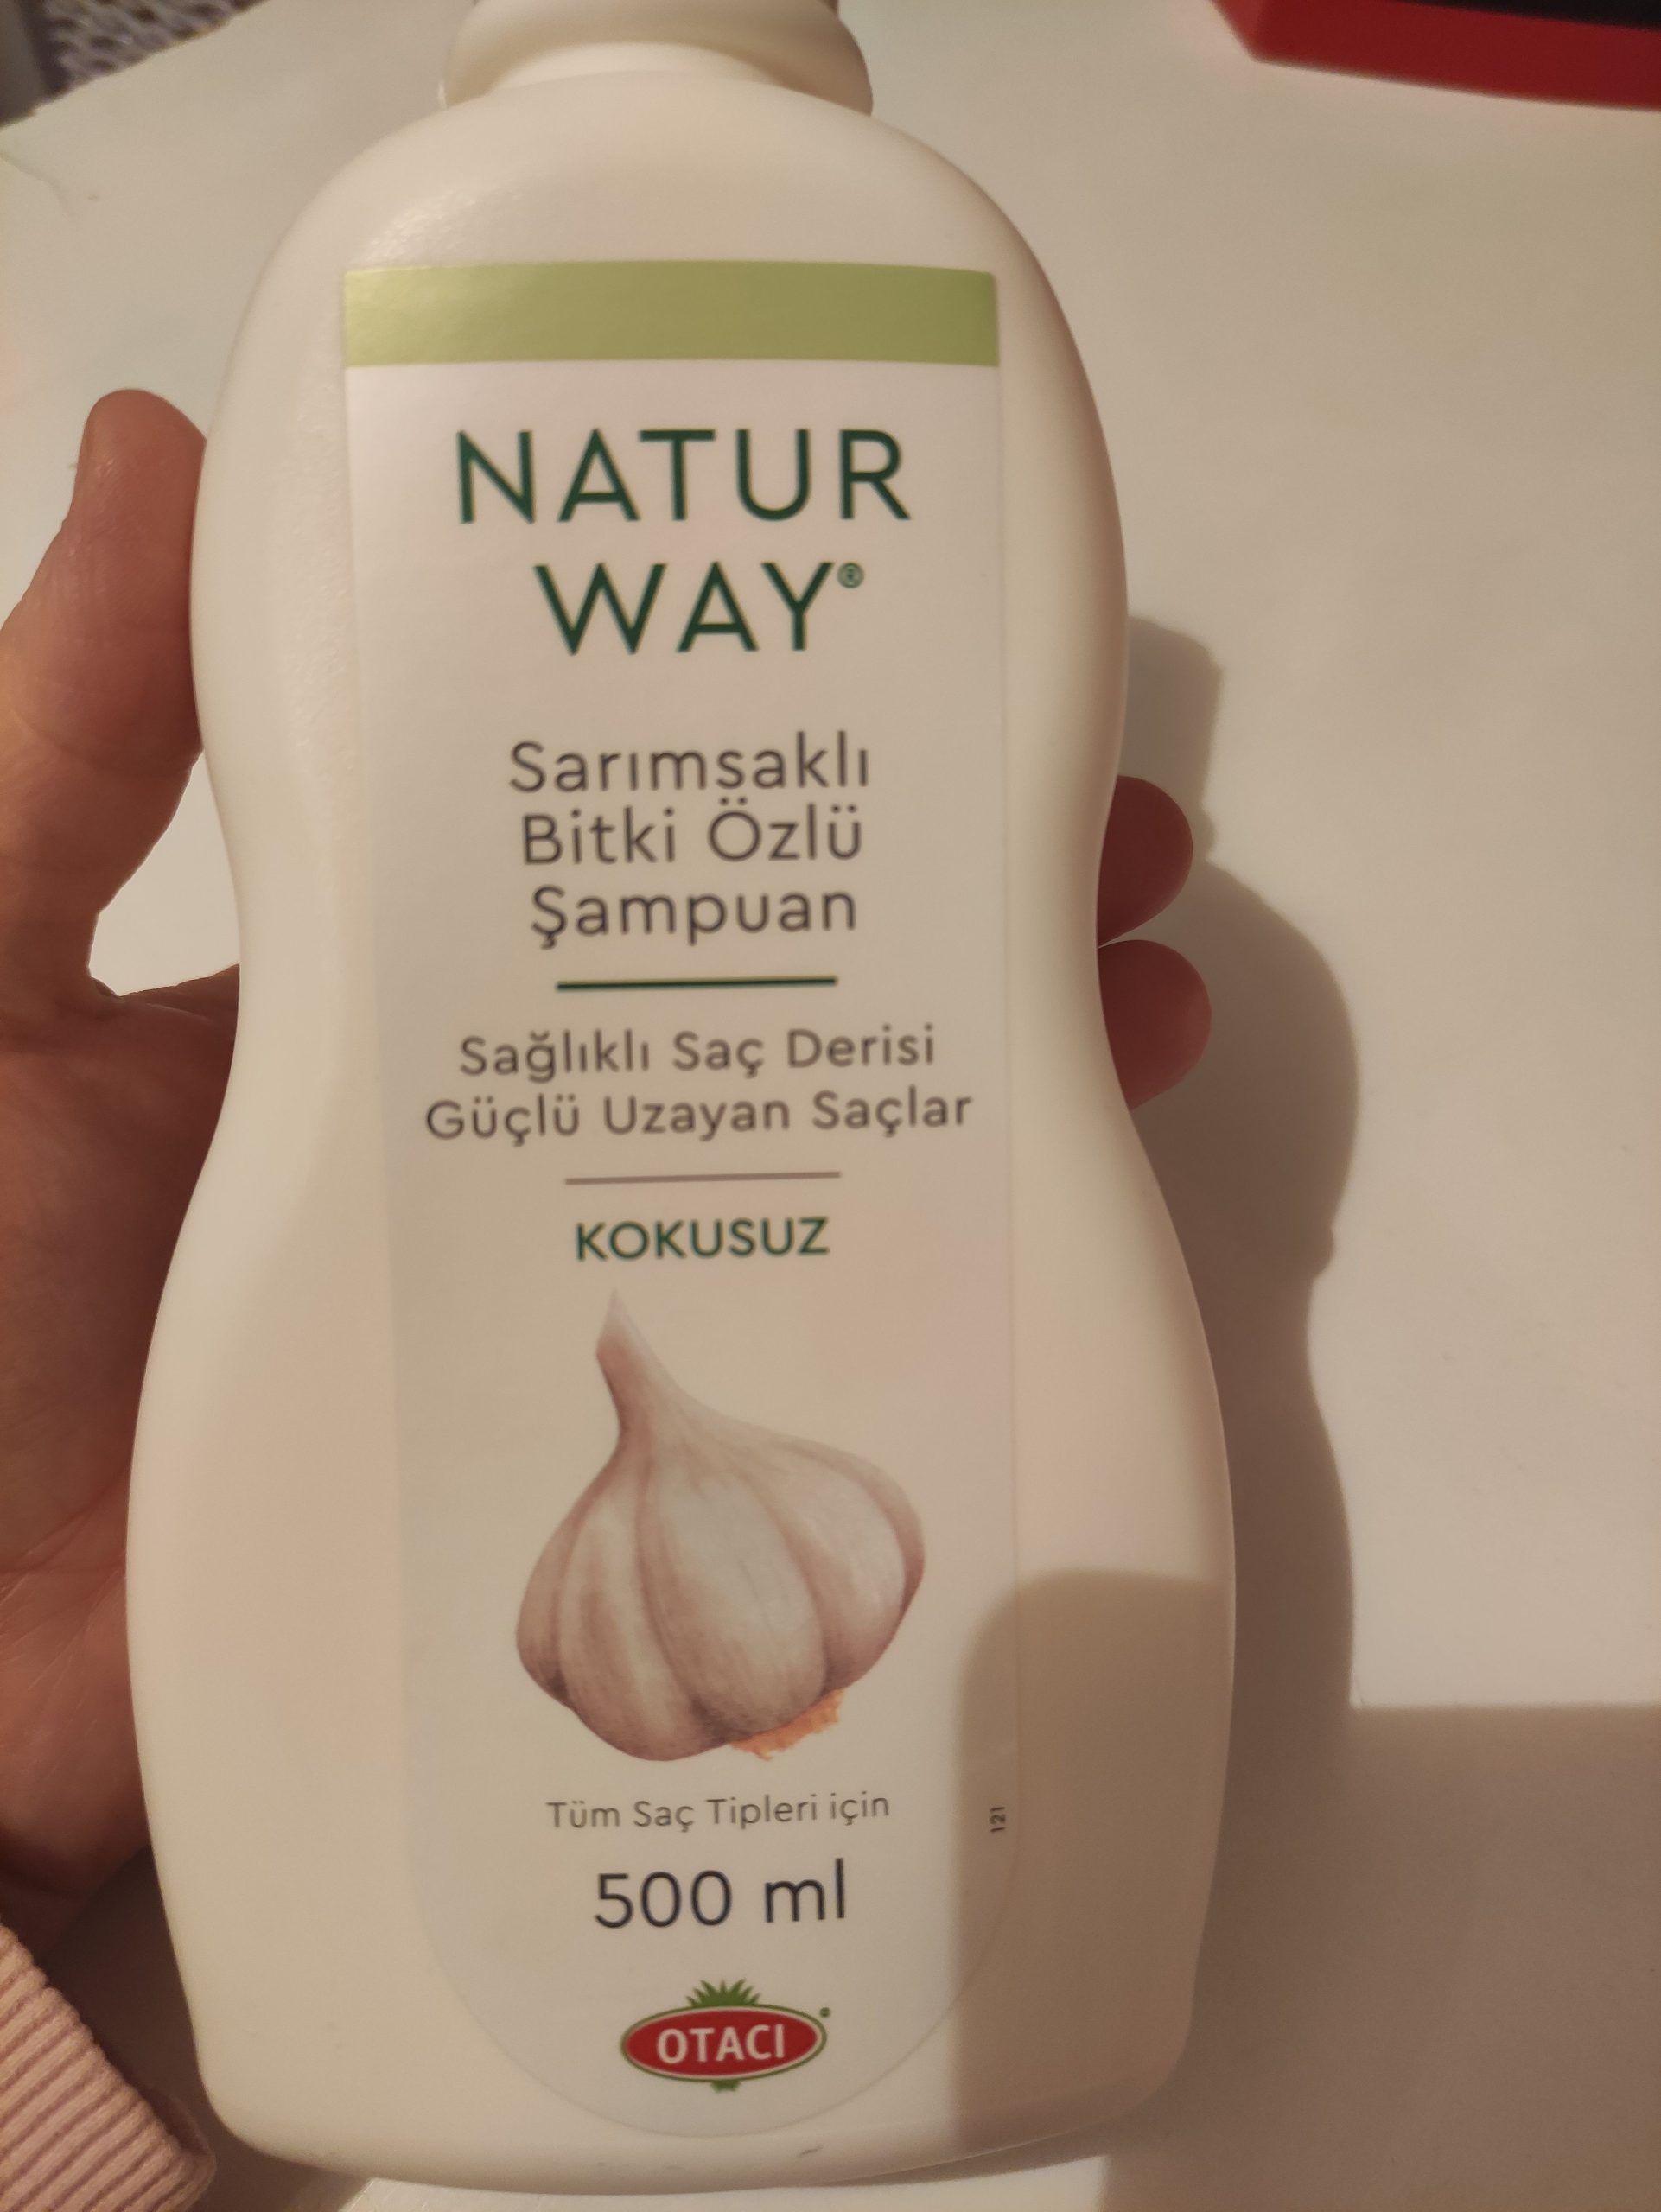 NATUR
WAY®
Sarımsaklı
Bitki Özlü
Şampuan
Sağlıklı Saç Derisi
Güçlü Uzayan Saçlar
KOKUSUZ
Tüm Saç Tipleri için
121
500 ml
OTACI